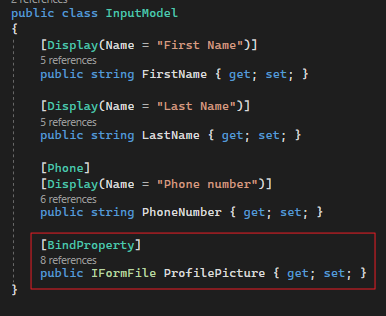 2 references
public class InputModel
{
[Display(Name = "First Name")]
5 references
public string FirstName { get; set; }
[Display(Name = "Last Name")]
5 references
public string LastName { get; set; }
[Phone]
[Display(Name = "Phone number")]
6 references
public string PhoneNumber { get; set; }
[BindProperty]
8 references
public IFormFile ProfilePicture { get; set; }
}